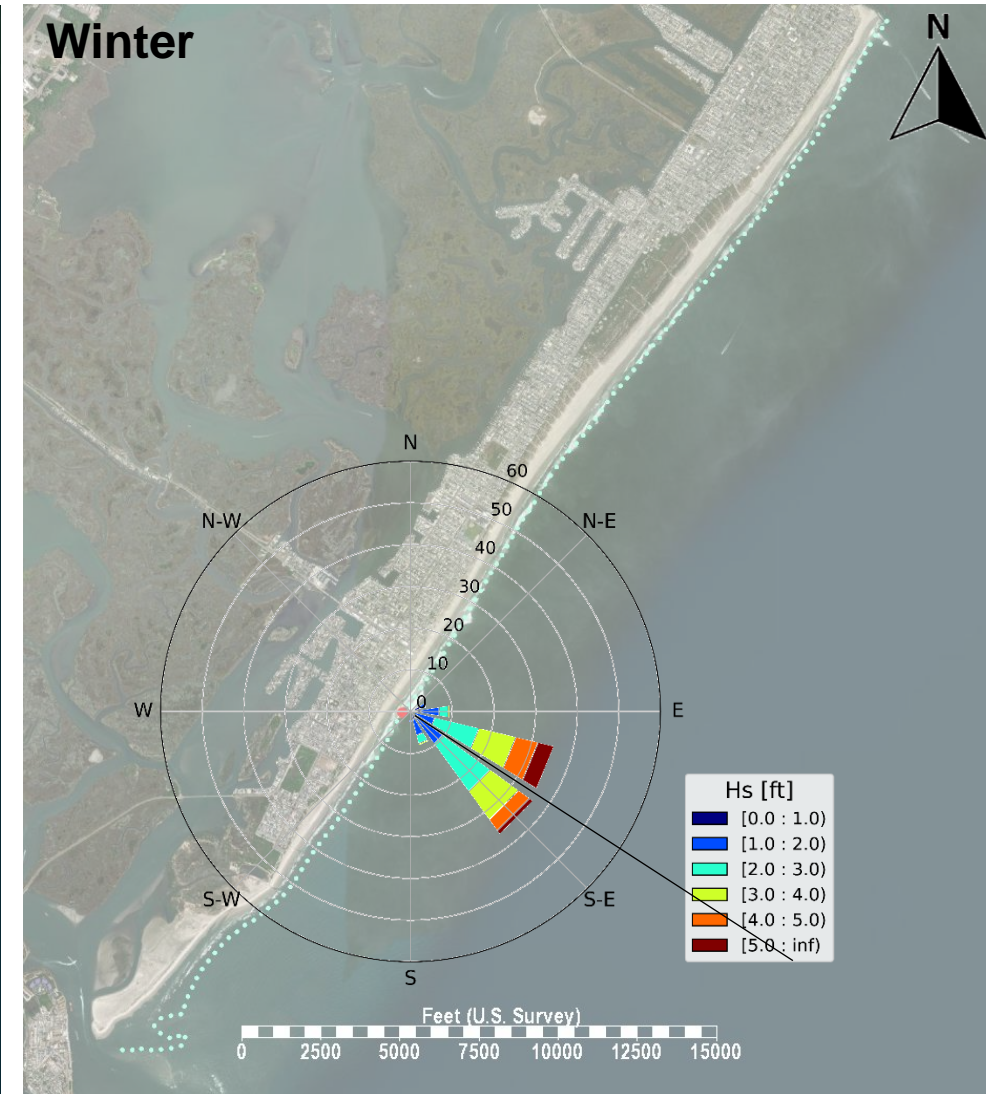 Winter
N
N
60
50
N-W
N-E
40
30
20
10
0
W
E
Hs [ft]
[0.0 : 1.0)
[1.0 : 2.0)
[2.0 : 3.0)
[3.0 : 4.0)
[4.0 : 5.0)
[5.0 : inf)
S-W
S-E
S
Feet (U.S. Survey)
0 2500 5000 7500 10000 12500 15000